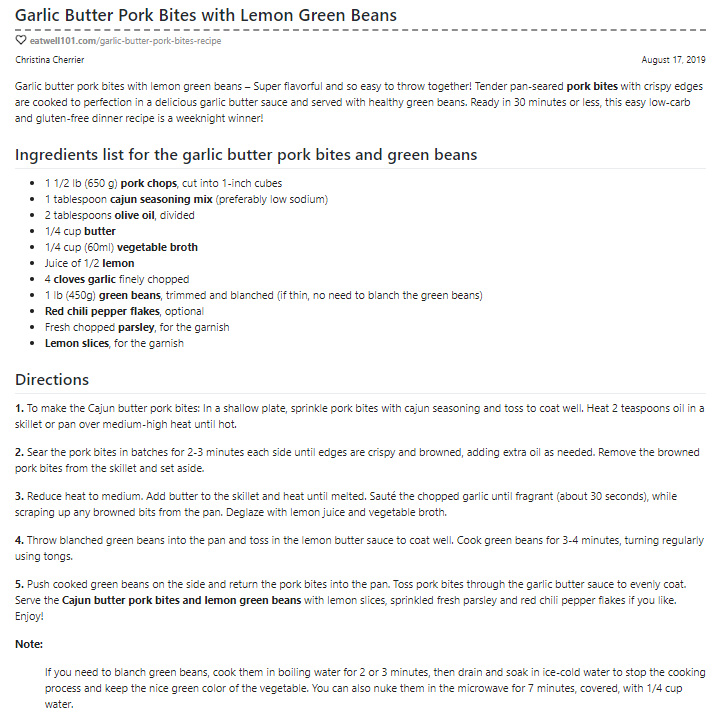 Garlic Butter Pork Bites with Lemon Green Beans
eatwell101.com/garlic-butter-pork-bites-recipe
Christina Cherrier August 17, 2019
Garlic butter pork bites with lemon green beans – Super flavorful and so easy to throw together! Tender pan-seared pork bites with crispy edges
are cooked to perfection in a delicious garlic butter sauce and served with healthy green beans. Ready in 30 minutes or less, this easy low-carb
and gluten-free dinner recipe is a weeknight winner!
Ingredients list for the garlic butter pork bites and green beans
• 1 1/2 lb (650 g) pork chops, cut into 1-inch cubes
• 1 tablespoon cajun seasoning mix (preferably low sodium)
• 2 tablespoons olive oil, divided
• 1/4 cup butter
• 1/4 cup (60ml) vegetable broth
• Juice of 1/2 lemon
• 4 cloves garlic finely chopped
• 1 lb (450g) green beans, trimmed and blanched (if thin, no need to blanch the green beans)
• Red chili pepper flakes, optional
• Fresh chopped parsley, for the garnish
• Lemon slices, for the garnish
Directions
1. To make the Cajun butter pork bites: In a shallow plate, sprinkle pork bites with cajun seasoning and toss to coat well. Heat 2 teaspoons oil in a
skillet or pan over medium-high heat until hot.
2. Sear the pork bites in batches for 2-3 minutes each side until edges are crispy and browned, adding extra oil as needed. Remove the browned
pork bites from the skillet and set aside.
3. Reduce heat to medium. Add butter to the skillet and heat until melted. Sauté the chopped garlic until fragrant (about 30 seconds), while
scraping up any browned bits from the pan. Deglaze with lemon juice and vegetable broth.
4. Throw blanched green beans into the pan and toss in the lemon butter sauce to coat well. Cook green beans for 3-4 minutes, turning regularly
using tongs.
5. Push cooked green beans on the side and return the pork bites into the pan. Toss pork bites through the garlic butter sauce to evenly coat.
Serve the Cajun butter pork bites and lemon green beans with lemon slices, sprinkled fresh parsley and red chili pepper flakes if you like.
Enjoy!
Note:
If you need to blanch green beans, cook them in boiling water for 2 or 3 minutes, then drain and soak in ice-cold water to stop the cooking
process and keep the nice green color of the vegetable. You can also nuke them in the microwave for 7 minutes, covered, with 1/4 cup
water.